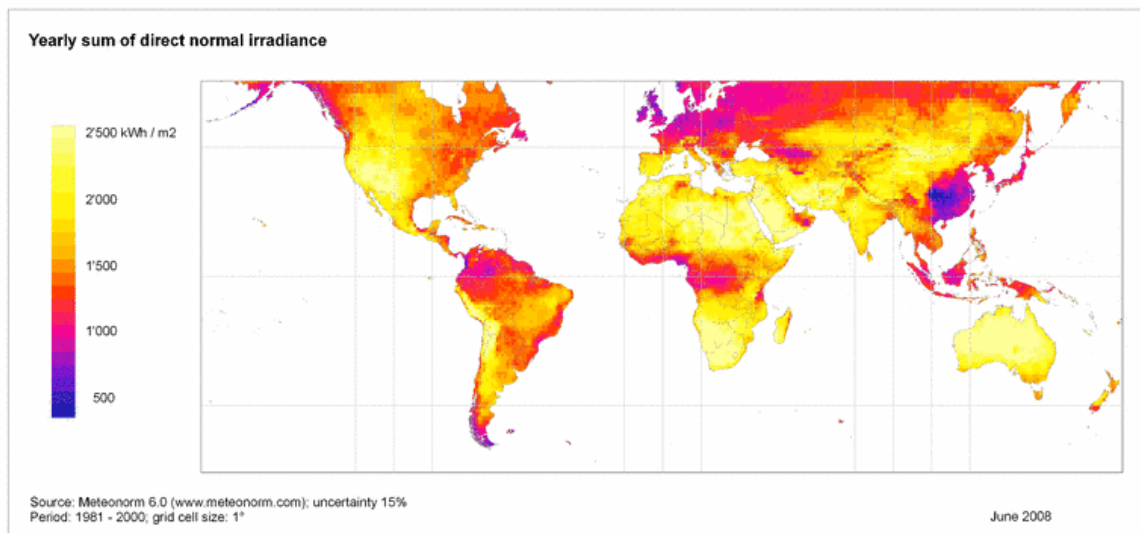 Yearly sum of direct normal irradiance
2'500 kWh / m2
2'000
1'500
1'000
500
Source: Meteonorm 6.0 (www.meteonorm.com); uncertainty 15%
Period: 1981 - 2000; grid cell size: 1°
June 2008